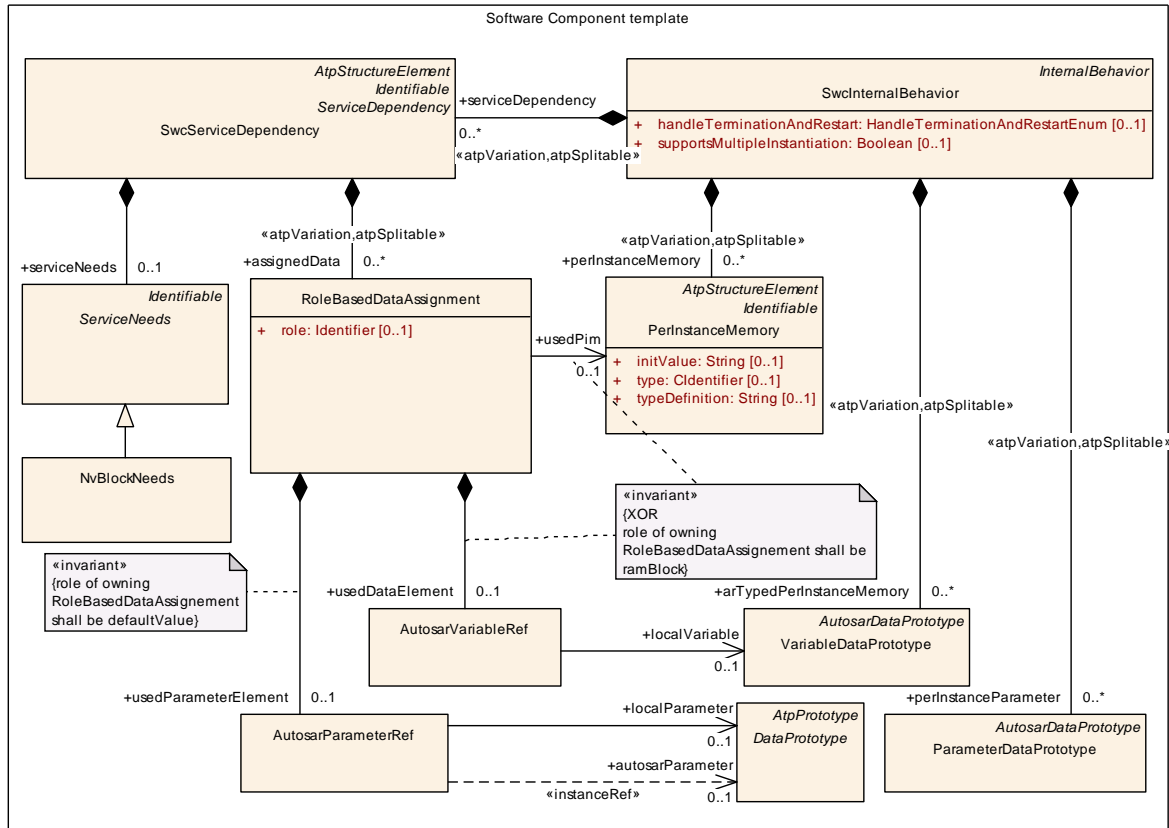 Software Component template
AtpStructureElement
Identifiable
ServiceDependency
SwcServiceDependency
+serviceDependency
0..*
«atpVariation,atpSplitable»
InternalBehavior
SwcInternalBehavior
+ handleTerminationAndRestart: HandleTerminationAndRestartEnum [0..1]
+ supportsMultipleInstantiation: Boolean [0..1]
«atpVariation,atpSplitable»
+assignedData
0..*
«atpVariation,atpSplitable»
+perInstanceMemory
0..*
+serviceNeeds
0..1
Identifiable
ServiceNeeds
RoleBasedDataAssignment
+ role: Identifier [0..1]
+usedPim
0..1
AtpStructureElement
Identifiable
PerInstanceMemory
+ initValue: String [0..1]
+ type: CIdentifier [0..1]
+ typeDefinition: String [0..1]
«atpVariation,atpSplitable»
«atpVariation,atpSplitable»
NvBlockNeeds
«invariant»
{XOR
role of owning
RoleBasedDataAssignement shall be
ramBlock}
«invariant»
{role of owning
RoleBasedDataAssignement
shall be defaultValue}
+usedDataElement
0..1
+arTypedPerInstanceMemory
0..*
AutosarVariableRef
+localVariable
0..1
AutosarDataPrototype
VariableDataPrototype
+usedParameterElement
0..1
+perInstanceParameter
0..*
AutosarParameterRef
+localParameter
0..1
+autosarParameter
«instanceRef»
0..1
AtpPrototype
DataPrototype
AutosarDataPrototype
ParameterDataPrototype